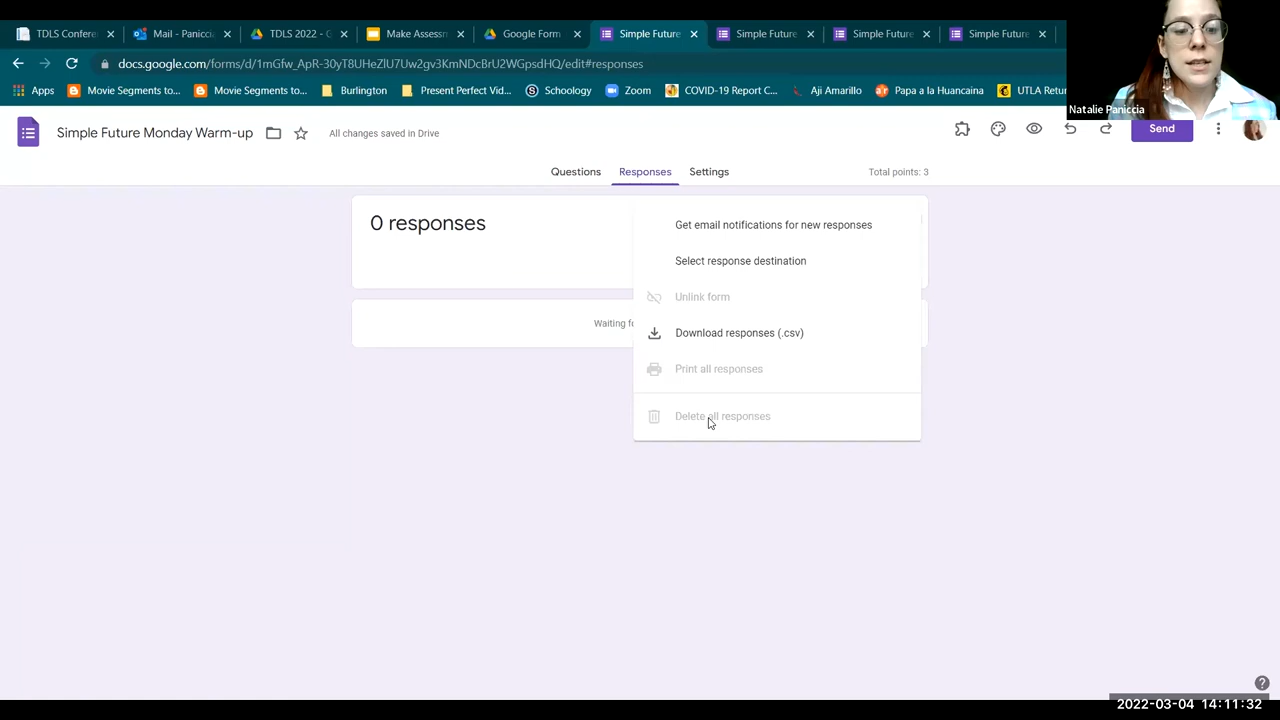 TDLS Conferen
Mail - Paniccia
TDLS 2022 - G
Make Assessm
Google Form
Simple Future
Simple Future
Simple Future
Simple Future
docs.google.com/forms/d/1mGfw_ApR-30yT8UHeZlU7Uw2gv3KmNDcBrU2WGpsdHQ/edit#responses
Apps
Movie Segments to...
Movie Segments to...
Burlington
Present Perfect Vid...
Schoology
Zoom
COVID-19 Report C...
Aji Amarillo
Papa a la Huancaina
UTLA Retur
Natalie Paniccia
Simple Future Monday Warm-up
All changes saved in Drive
Send
Questions
Responses
Settings
Total points: 3
0 responses
Get email notifications for new responses
Select response destination
Unlink form
Waiting fo
Download responses (.csv)
Print all responses
Delete all responses
2022-03-04 14:11:32